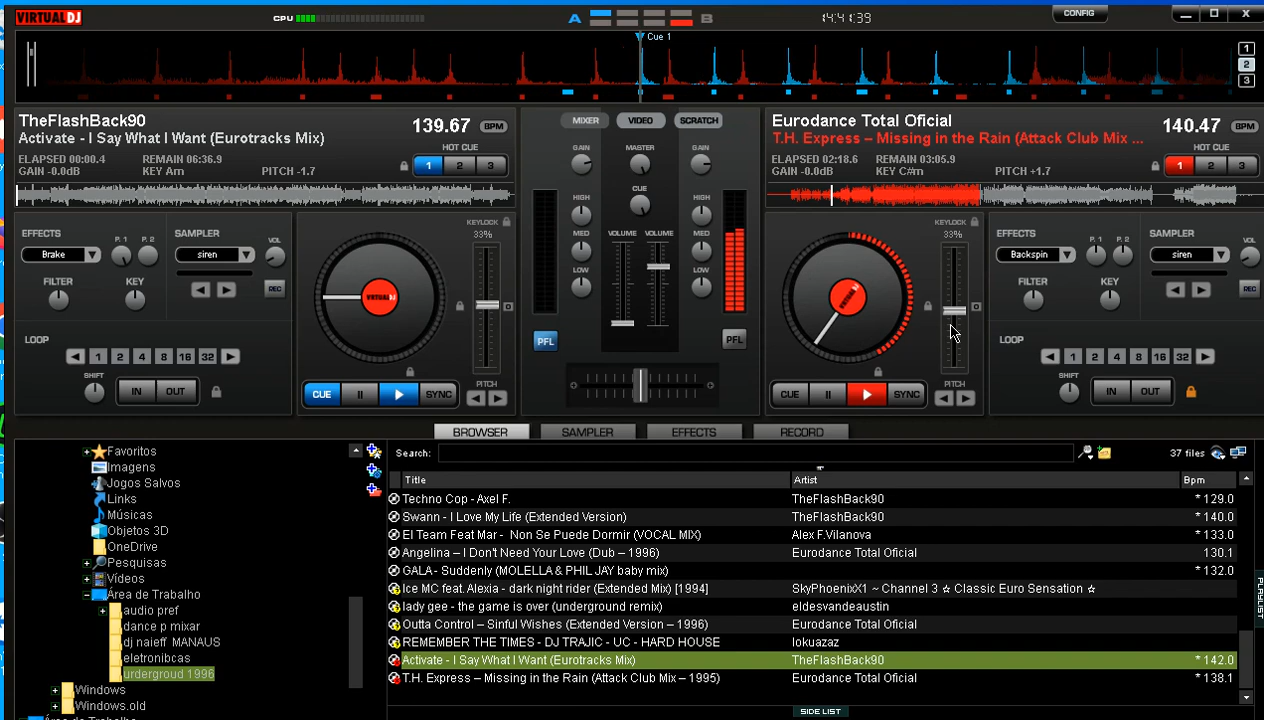 VIRTUALDJ
CPU
A
B
14:41:39
CONFIG
Cue 1
1
2
3
TheFlashBack90
Activate - I Say What I Want (Eurotracks Mix)
139.67 BPM
HOT CUE
ELAPSED 00:00.4 REMAIN 06:36.9
GAIN -0.0dB KEY Am PITCH -1.7
1 2 3
MIXER VIDEO SCRATCH
Eurodance Total Oficial
T.H. Express – Missing in the Rain (Attack Club Mix ...
140.47 BPM
HOT CUE
ELAPSED 02:18.6 REMAIN 03:05.9
GAIN -0.0dB KEY C#m PITCH +1.7
1 2 3
EFFECTS
Brake
P. 1 P. 2
SAMPLER
siren
VOL
FILTER KEY
REC
LOOP
1 2 4 8 16 32
SHIFT
IN OUT
KEYLOCK
33%
VIRTUALDJ
CUE SYNC
PITCH
GAIN MASTER GAIN
CUE
HIGH HIGH
VOLUME VOLUME
MED MED
LOW LOW
PFL PFL
KEYLOCK
33%
CUE SYNC
PITCH
EFFECTS
Backspin
P. 1 P. 2
SAMPLER
siren
VOL
FILTER KEY
REC
LOOP
1 2 4 8 16 32
SHIFT
IN OUT
BROWSER SAMPLER EFFECTS RECORD
Favoritos
Imagens
Jogos Salvos
Links
Músicas
Objetos 3D
OneDrive
Pesquisas
Vídeos
Área de Trabalho
audio pref
dance p mixar
dj naieff MANAUS
eletronibcas
urdergroud 1996
Windows
Windows.old
Search:
37 files
Title Artist Bpm
Techno Cop - Axel F. TheFlashBack90 * 129.0
Swann - I Love My Life (Extended Version) TheFlashBack90 * 140.0
El Team Feat Mar - Non Se Puede Dormir (VOCAL MIX) Alex F.Vilanova * 133.0
Angelina – I Don't Need Your Love (Dub – 1996) Eurodance Total Oficial 130.1
GALA - Suddenly (MOLELLA & PHIL JAY baby mix) * 132.0
Ice MC feat. Alexia - dark night rider (Extended Mix) [1994] SkyPhoenixX1 ~ Channel 3 ☆ Classic Euro Sensation ☆
lady gee - the game is over (underground remix) eldesvandeaustin
Outta Control – Sinful Wishes (Extended Version – 1996) Eurodance Total Oficial
REMEMBER THE TIMES - DJ TRAJIC - UC - HARD HOUSE lokuazaz
Activate - I Say What I Want (Eurotracks Mix) TheFlashBack90 * 142.0
T.H. Express – Missing in the Rain (Attack Club Mix – 1995) Eurodance Total Oficial * 138.1
SIDE LIST
PLAYLIST